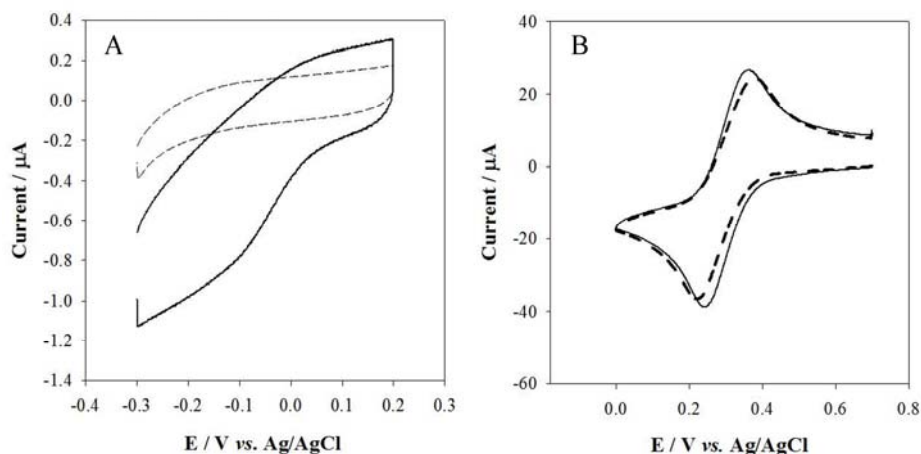 A
0.4
0.2
0.0
-0.2
-0.4
-0.6
-0.8
-1.0
-1.2
-1.4
Current / µA
-0.4 -0.3 -0.2 -0.1 0.0 0.1 0.2 0.3
E / V vs. Ag/AgCl
B
40
20
0
-20
-40
-60
Current / µA
0.0 0.2 0.4 0.6 0.8
E / V vs. Ag/AgCl